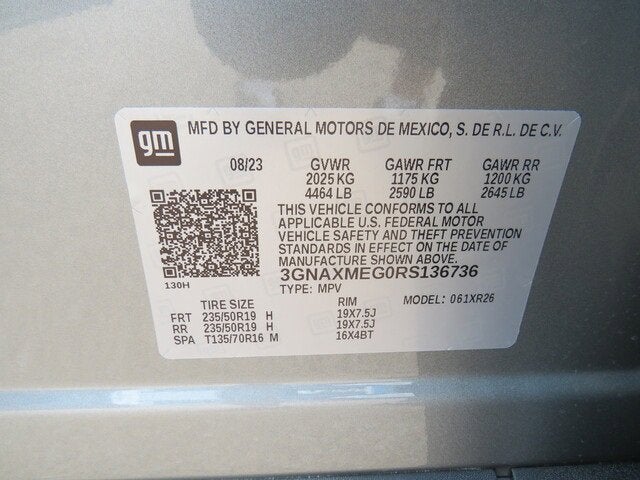 gm
MFD BY GENERAL MOTORS DE MEXICO, S. DE R.L. DE C.V.
08/23 GVWR GAWR FRT GAWR RR
2025 KG 1175 KG 1200 KG
4464 LB 2590 LB 2645 LB
THIS VEHICLE CONFORMS TO ALL
APPLICABLE U.S. FEDERAL MOTOR
VEHICLE SAFETY AND THEFT PREVENTION
STANDARDS IN EFFECT ON THE DATE OF
MANUFACTURE SHOWN ABOVE.
3GNAXMEG0RS136736
130H
TYPE: MPV MODEL: 061XR26
TIRE SIZE RIM
FRT 235/50R19 H 19X7.5J
RR 235/50R19 H 19X7.5J
SPA T135/70R16 M 16X4BT